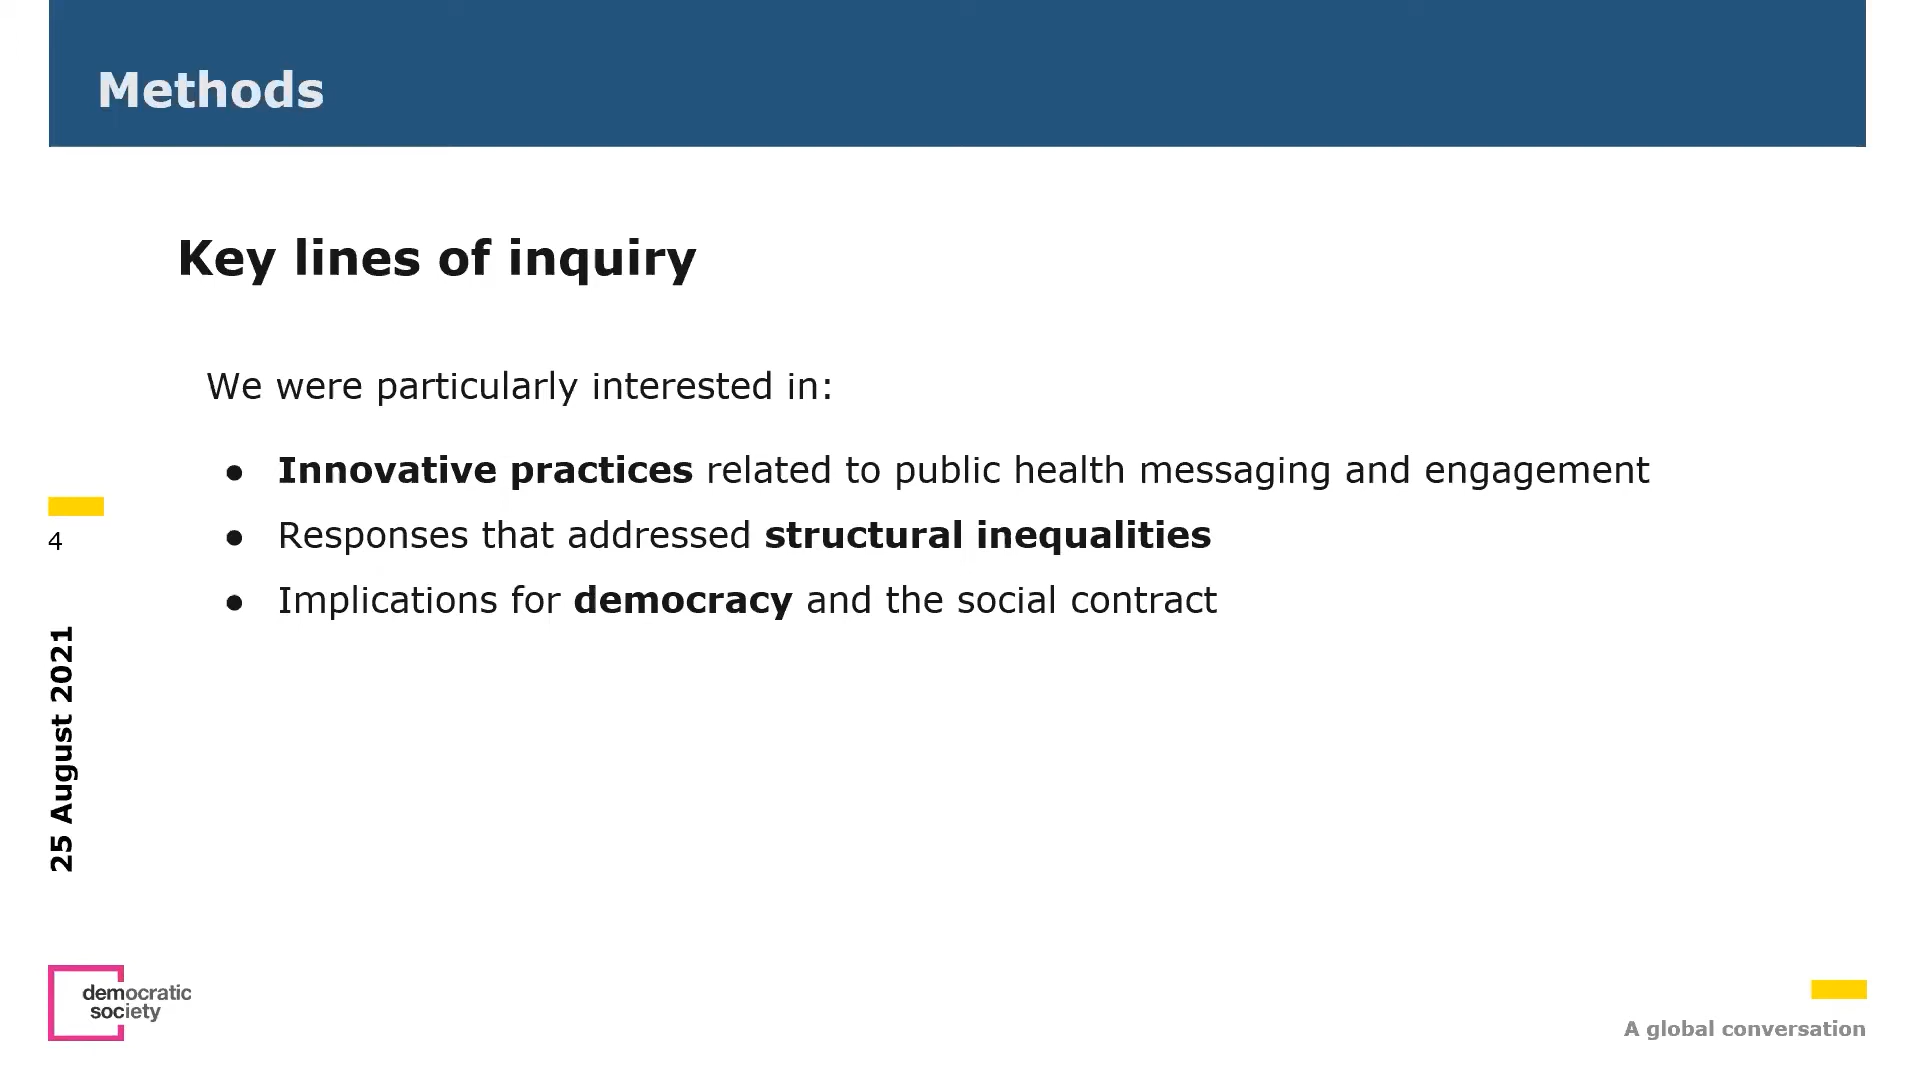 Methods
Key lines of inquiry
We were particularly interested in:
● Innovative practices related to public health messaging and engagement
● Responses that addressed structural inequalities
● Implications for democracy and the social contract
4
25 August 2021
democratic
society
A global conversation